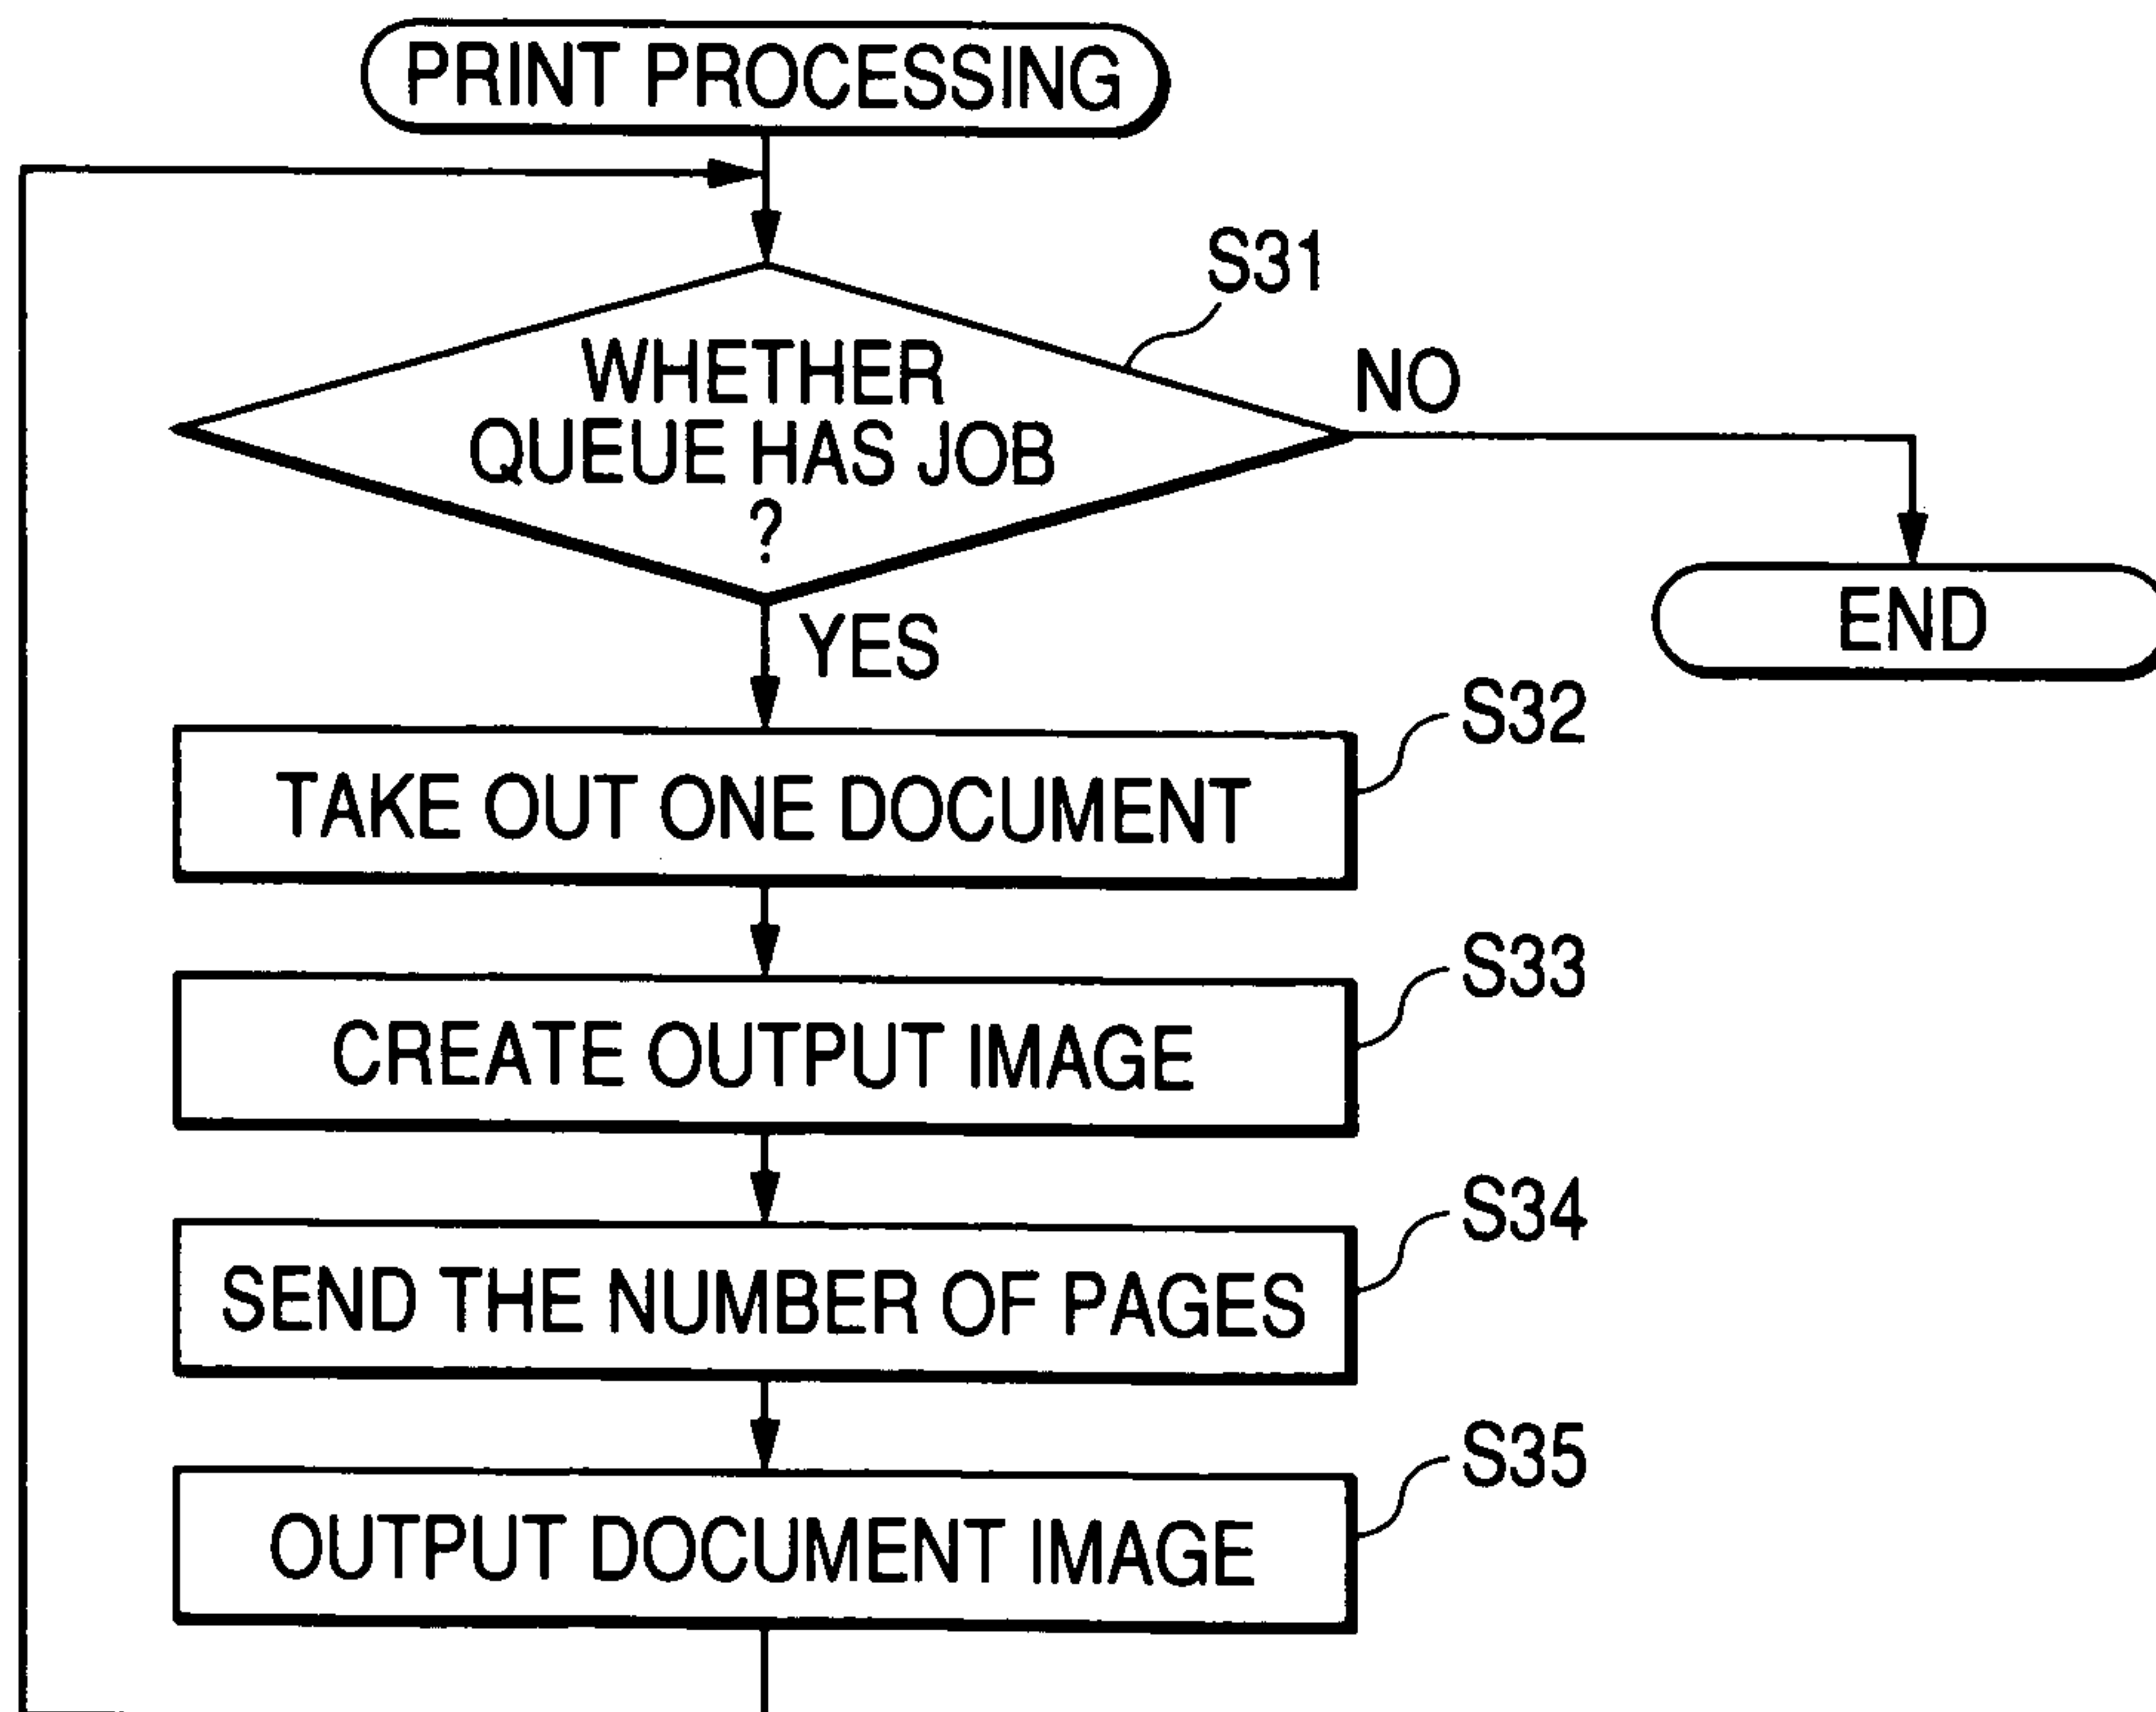 PRINT PROCESSING
S31
WHETHER
QUEUE HAS JOB
?
NO
YES
END
S32
TAKE OUT ONE DOCUMENT
S33
CREATE OUTPUT IMAGE
S34
SEND THE NUMBER OF PAGES
S35
OUTPUT DOCUMENT IMAGE